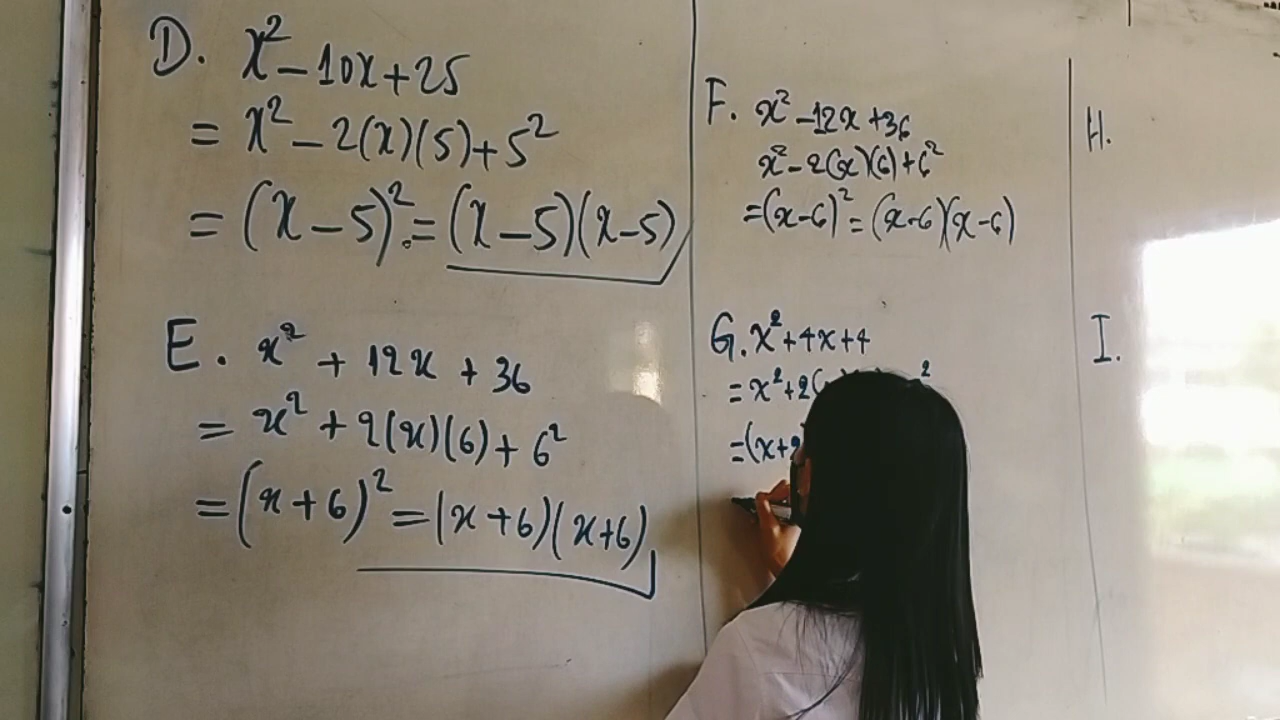 D. x² - 10x + 25
= x² - 2(x)(5) + 5²
= (x - 5)² = (x - 5)(x - 5)
E. x² + 12x + 36
= x² + 2(x)(6) + 6²
= (x + 6)² = (x + 6)(x + 6)
F. x² - 12x + 36
x² - 2(x)(6) + 6²
= (x - 6)² = (x - 6)(x - 6)
G. x² + 4x + 4
= x² + 2( ²
= (x + 2
H.
I.